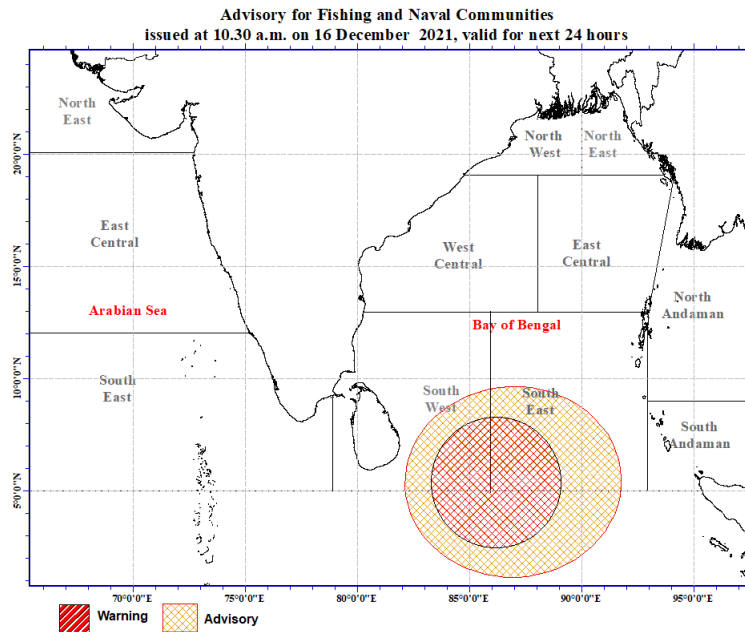 Advisory for Fishing and Naval Communities
issued at 10.30 a.m. on 16 December 2021, valid for next 24 hours
North
East
North
West
North
East
20°0'0"N
East
Central
West
Central
East
Central
15°0'0"N
Arabian Sea
Bay of Bengal
North
Andaman
South
East
10°0'0"N
South
West
South
East
South
Andaman
5°0'0"N
70°0'0"E
75°0'0"E
80°0'0"E
85°0'0"E
90°0'0"E
95°0'0"E
Warning
Advisory